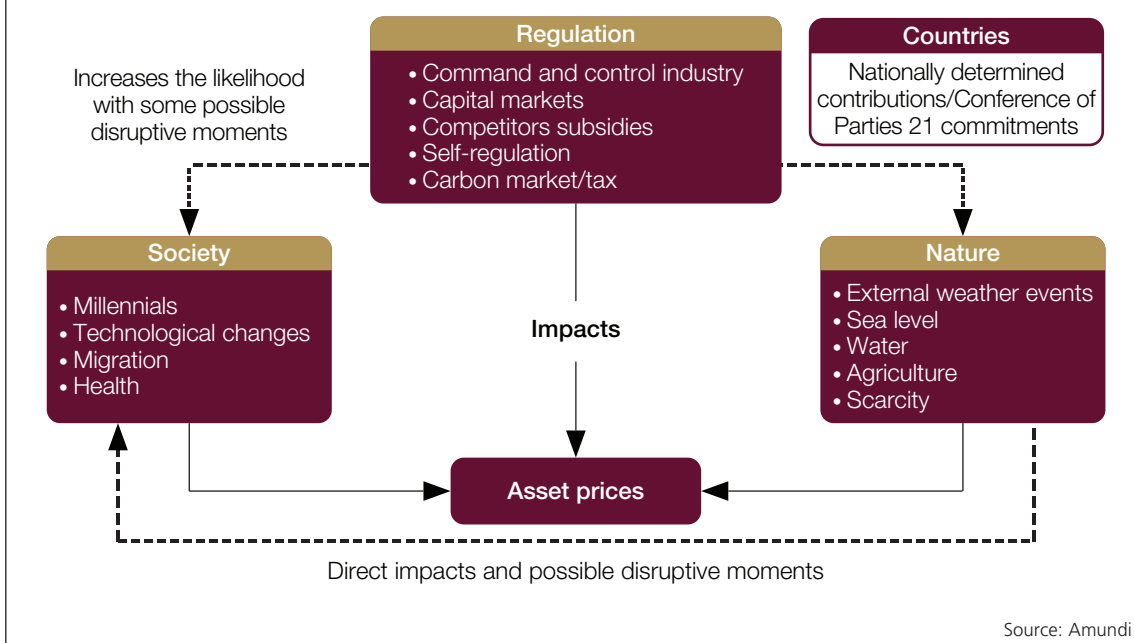 Regulation
• Command and control industry
• Capital markets
• Competitors subsidies
• Self-regulation
• Carbon market/tax
Countries
Nationally determined
contributions/Conference of
Parties 21 commitments
Increases the likelihood
with some possible
disruptive moments
Society
• Millennials
• Technological changes
• Migration
• Health
Impacts
Nature
• External weather events
• Sea level
• Water
• Agriculture
• Scarcity
Asset prices
Direct impacts and possible disruptive moments
Source: Amundi